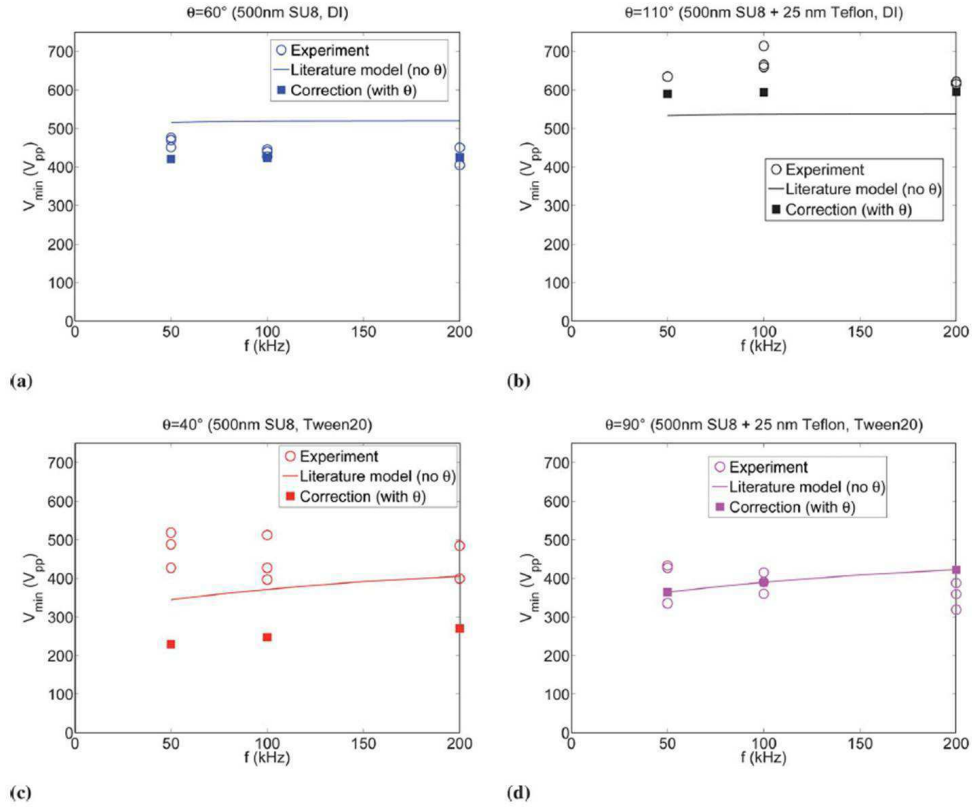 θ=60° (500nm SU8, DI)
750
700
600
500
400
300
200
100
0
V_min (V_pp)
Experiment
Literature model (no θ)
Correction (with θ)
0
50
100
150
200
f (kHz)
(a)
θ=110° (500nm SU8 + 25 nm Teflon, DI)
700
600
500
400
300
200
100
0
V_min (V_pp)
Experiment
Literature model (no θ)
Correction (with θ)
0
50
100
150
200
f (kHz)
(b)
θ=40° (500nm SU8, Tween20)
700
600
500
400
300
200
100
0
V_min (V_pp)
Experiment
Literature model (no θ)
Correction (with θ)
0
50
100
150
200
f (kHz)
(c)
θ=90° (500nm SU8 + 25 nm Teflon, Tween20)
700
600
500
400
300
200
100
0
V_min (V_pp)
Experiment
Literature model (no θ)
Correction (with θ)
0
50
100
150
200
f (kHz)
(d)